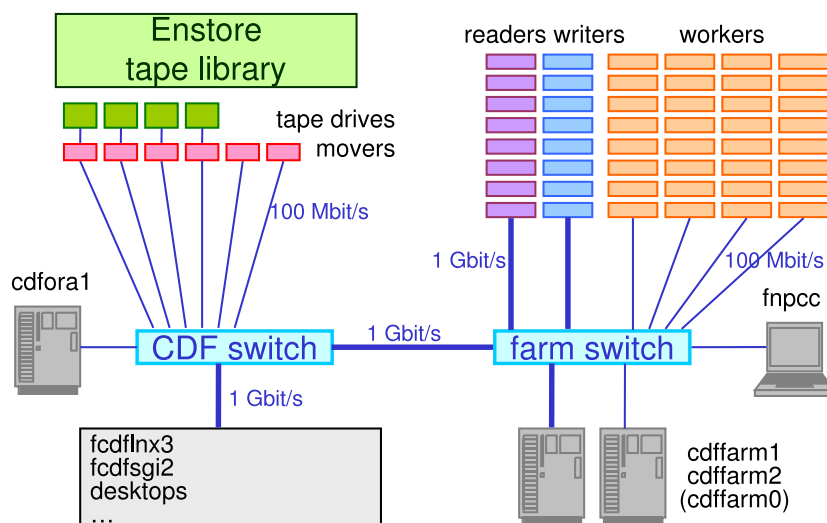 Enstore
tape library
readers writers
workers
tape drives
movers
100 Mbit/s
1 Gbit/s
100 Mbit/s
cdfora1
fnpcc
CDF switch
1 Gbit/s
farm switch
1 Gbit/s
fcdflnx3
fcdfsgi2
desktops
...
cdffarm1
cdffarm2
(cdffarm0)